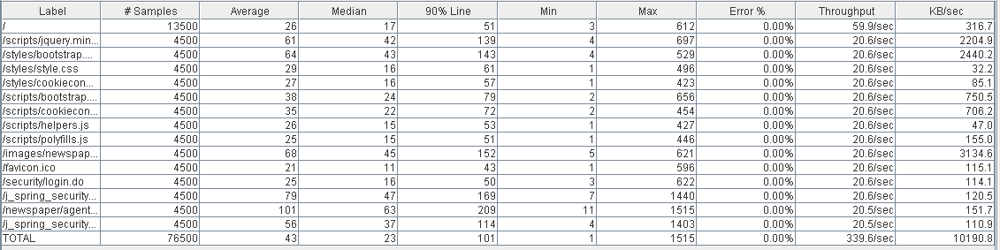 Label # Samples Average Median 90% Line Min Max Error % Throughput KB/sec
/ 13500 26 17 51 3 612 0.00% 59.9/sec 316.7
/scripts/jquery.min... 4500 61 42 139 4 697 0.00% 20.6/sec 2204.9
/styles/bootstrap.... 4500 64 43 143 4 529 0.00% 20.6/sec 2440.2
/styles/style.css 4500 29 16 61 1 496 0.00% 20.6/sec 32.2
/styles/cookiecon... 4500 27 16 57 1 423 0.00% 20.6/sec 85.1
/scripts/bootstrap.... 4500 38 24 79 2 656 0.00% 20.6/sec 750.5
/scripts/cookiecon... 4500 35 22 72 2 454 0.00% 20.6/sec 706.2
/scripts/helpers.js 4500 26 15 53 1 427 0.00% 20.6/sec 47.0
/scripts/polyfills.js 4500 25 15 51 1 446 0.00% 20.6/sec 155.0
/images/newspap... 4500 68 45 152 5 621 0.00% 20.6/sec 3134.6
/favicon.ico 4500 21 11 43 1 596 0.00% 20.6/sec 115.1
/security/login.do 4500 25 16 50 3 622 0.00% 20.6/sec 114.1
/j_spring_security... 4500 79 47 169 7 1440 0.00% 20.6/sec 120.5
/newspaper/agent... 4500 101 63 209 11 1515 0.00% 20.5/sec 151.7
/j_spring_security... 4500 56 37 114 4 1403 0.00% 20.5/sec 110.9
TOTAL 76500 43 23 101 1 1515 0.00% 339.6/sec 10190.8